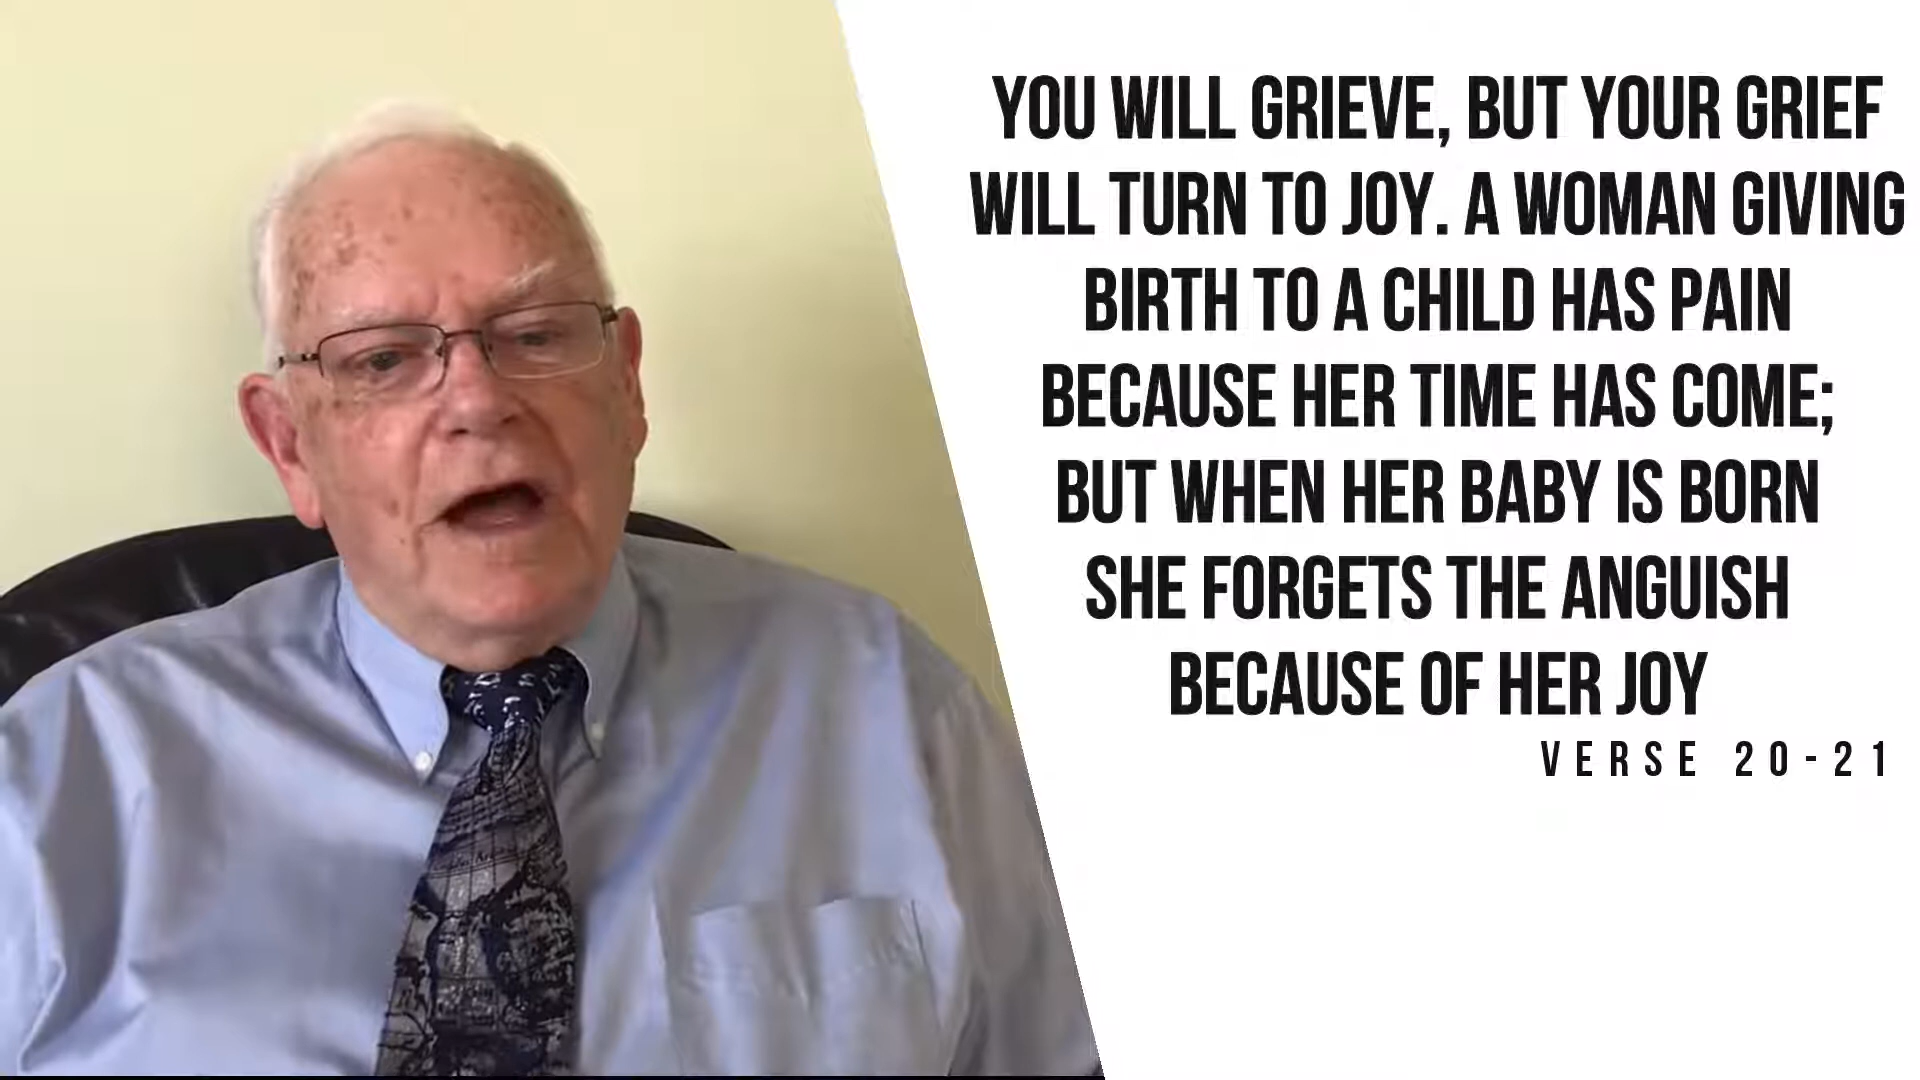 YOU WILL GRIEVE, BUT YOUR GRIEF
WILL TURN TO JOY. A WOMAN GIVING
BIRTH TO A CHILD HAS PAIN
BECAUSE HER TIME HAS COME;
BUT WHEN HER BABY IS BORN
SHE FORGETS THE ANGUISH
BECAUSE OF HER JOY
VERSE 20-21